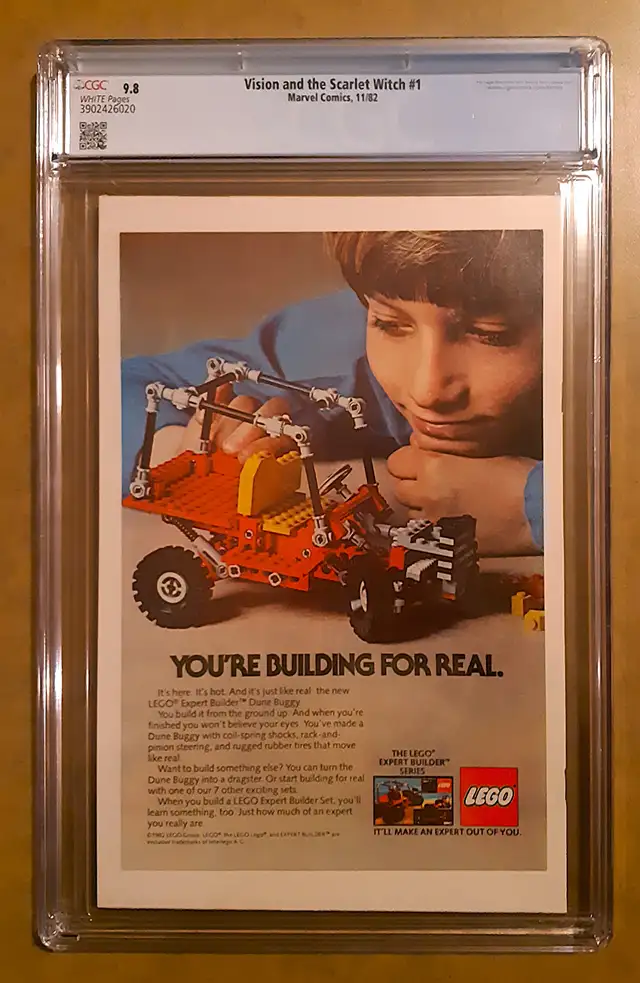 CGC 9.8
WHITE Pages
3902426020
Vision and the Scarlet Witch #1
Marvel Comics, 11/82
YOU'RE BUILDING FOR REAL.
It's here. It's hot. And it's just like real the new
LEGO® Expert Builder™ Dune Buggy
You build it from the ground up. And when you're
finished you won't believe your eyes. You've made a
Dune Buggy with coil-spring shocks, rack-and-
pinion steering, and rugged rubber tires that move
like real.
Want to build something else? You can turn the
Dune Buggy into a dragster. Or start building for real
with one of our 7 other exciting sets.
When you build a LEGO Expert Builder Set, you'll
learn something, too. Just how much of an expert
you really are.
THE LEGO®
EXPERT BUILDER™
SERIES
LEGO
IT'LL MAKE AN EXPERT OUT OF YOU.